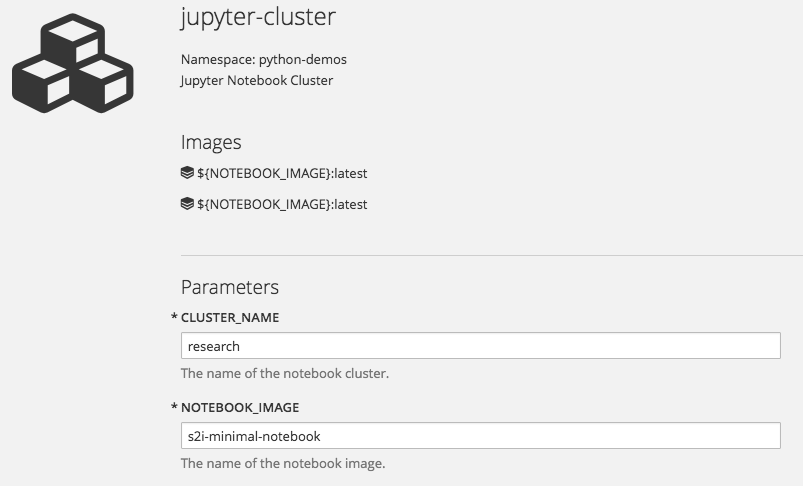 jupyter-cluster
Namespace: python-demos
Jupyter Notebook Cluster
Images
${NOTEBOOK_IMAGE}:latest
${NOTEBOOK_IMAGE}:latest
Parameters
* CLUSTER_NAME
research
The name of the notebook cluster.
* NOTEBOOK_IMAGE
s2i-minimal-notebook
The name of the notebook image.